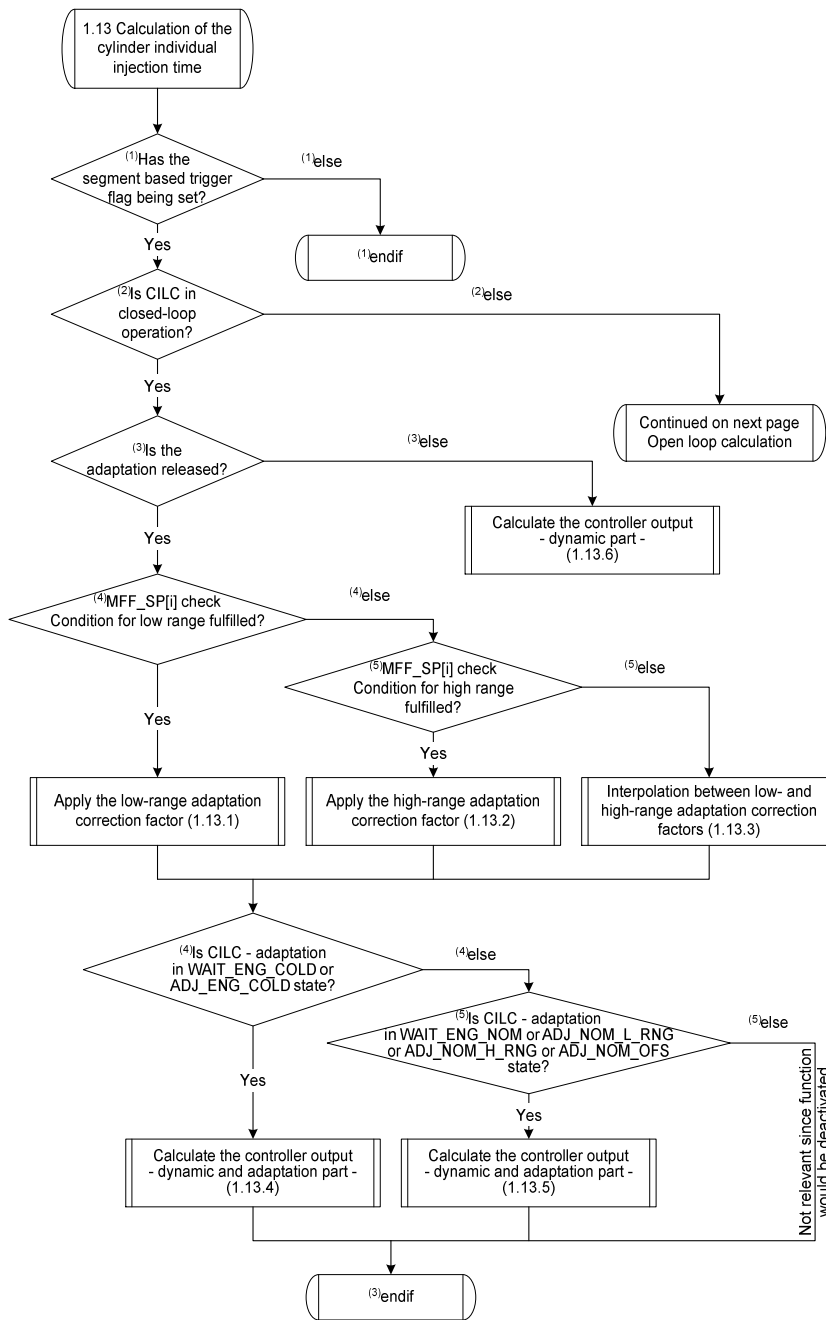 1.13 Calculation of the
cylinder individual
injection time
(1)Has the
segment based trigger
flag being set?
(1)else
Yes
(1)endif
(2)Is CILC in
closed-loop
operation?
(2)else
Yes
Continued on next page
Open loop calculation
(3)Is the
adaptation released?
(3)else
Yes
Calculate the controller output
- dynamic part -
(1.13.6)
(4)MFF_SP[i] check
Condition for low range fulfilled?
(4)else
(5)MFF_SP[i] check
Condition for high range
fulfilled?
(5)else
Yes
Yes
Apply the low-range adaptation
correction factor (1.13.1)
Apply the high-range adaptation
correction factor (1.13.2)
Interpolation between low- and
high-range adaptation correction
factors (1.13.3)
(4)Is CILC - adaptation
in WAIT_ENG_COLD or
ADJ_ENG_COLD state?
(4)else
(5)Is CILC - adaptation
in WAIT_ENG_NOM or ADJ_NOM_L_RNG
or ADJ_NOM_H_RNG or ADJ_NOM_OFS
state?
(5)else
Yes
Yes
Not relevant since function
would be deactivated
Calculate the controller output
- dynamic and adaptation part -
(1.13.4)
Calculate the controller output
- dynamic and adaptation part -
(1.13.5)
(3)endif